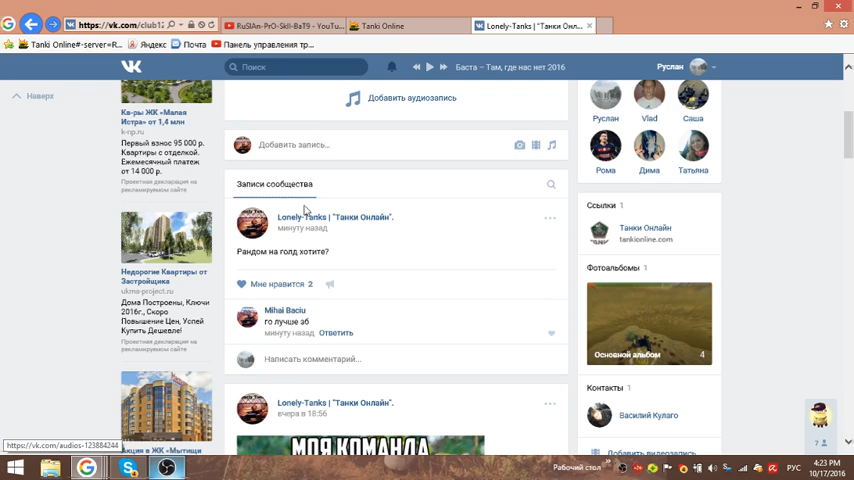 https://vk.com/club12
RuSlAn-PrO-Skil-BaT9 - YouTu...
Tanki Online
Lonely-Tanks | "Танки Онл...
Tanki Online#-server=R...
Яндекс
Почта
Панель управления тр...
Поиск
Баста – Там, где нас нет 2016
Руслан
Наверх
Кв-ры ЖК «Малая
Истра» от 1,4 млн
k-np.ru
Первый взнос 95 000 р.
Квартиры с отделкой.
Ежемесячный платеж
от 14 000 р.
Проектная декларация на
рекламируемом сайте
Недорогие Квартиры от
Застройщика
ukms-project.ru
Дома Построены, Ключи
2016г., Скоро
Повышение Цен, Успей
Купить Дешевле!
Проектная декларация на
рекламируемом сайте
Акция в ЖК «Мытищи
Добавить аудиозапись
Добавить запись...
Записи сообщества
Lonely-Tanks | "Танки Онлайн".
минуту назад
Рандом на голд хотите?
Мне нравится 2
Mihai Baciu
го лучше зб
минуту назад Ответить
Написать комментарий...
Lonely-Tanks | "Танки Онлайн".
вчера в 18:56
МОЯ КОМАНДА
Руслан
Vlad
Саша
Рома
Дима
Татьяна
Ссылки 1
Танки Онлайн
tankionline.com
Фотоальбомы 1
Основной альбом 4
Контакты 1
Василий Кулаго
Добавить видеозапись
7
https://vk.com/audios-123884244
Рабочий стол
РУС
4:23 PM
10/17/2016